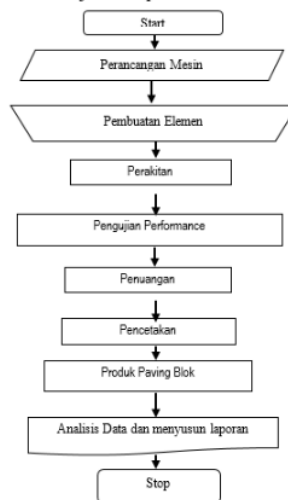 Start
Perancangan Mesin
Pembuatan Elemen
Perakitan
Pengujian Performance
Penuangan
Pencetakan
Produk Paving Blok
Analisis Data dan menyusun laporan
Stop